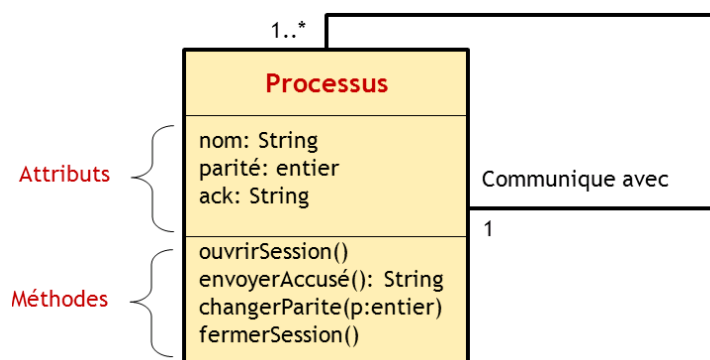 1..*
Processus
Attributs
nom: String
parité: entier
ack: String
Communique avec
1
Méthodes
ouvrirSession()
envoyerAccusé(): String
changerParite(p:entier)
fermerSession()